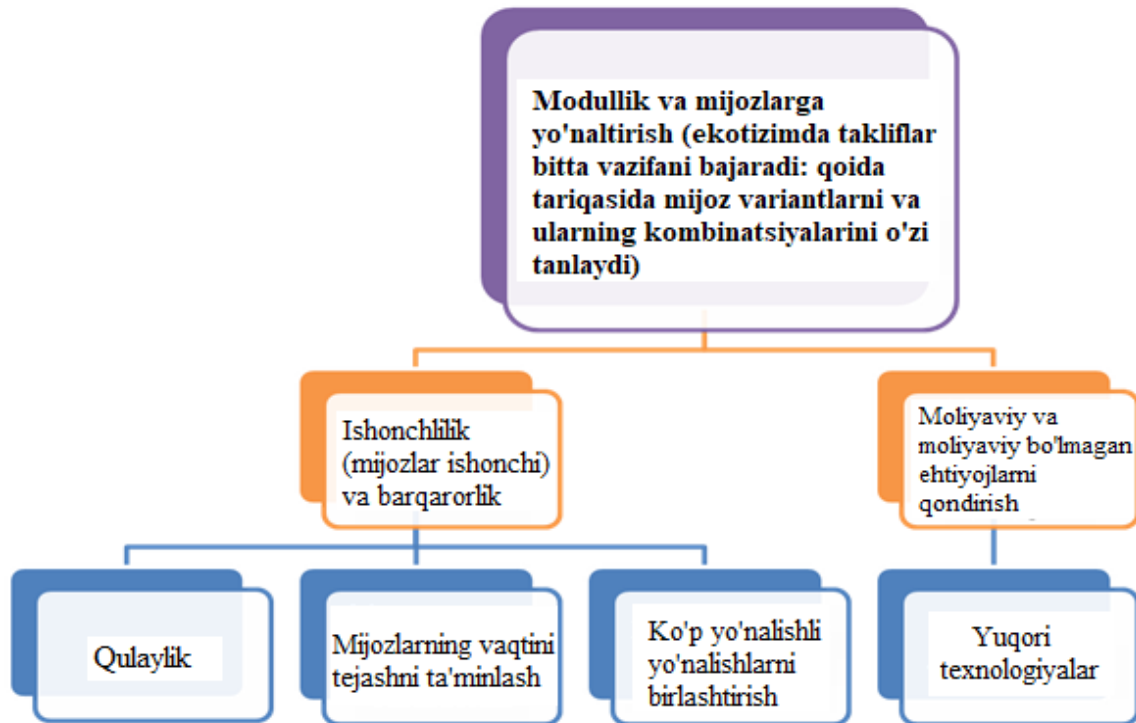 Modullik va mijozlarga
yo'naltirish (ekotizimda takliflar
bitta vazifani bajaradi: qoida
tariqasida mijoz variantlarni va
ularning kombinatsiyalarini o'zi
tanlaydi)
Ishonchlilik
(mijozlar ishonchi)
va barqarorlik
Moliyaviy va
moliyaviy bo'lmagan
ehtiyojlarni
qondirish
Qulaylik
Mijozlarning vaqtini
tejashni ta'minlash
Ko'p yo'nalishli
yo'nalishlarni
birlashtirish
Yuqori
texnologiyalar